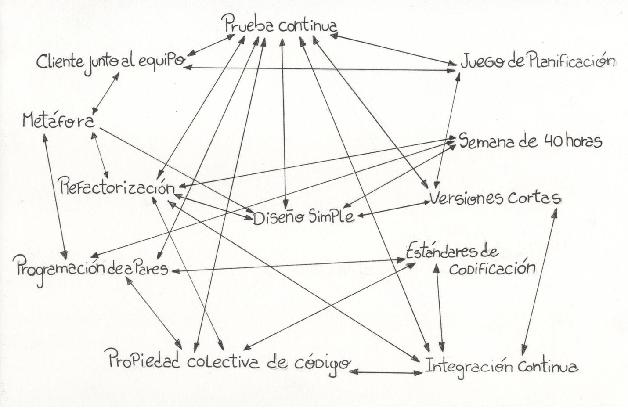 Prueba continua
Cliente junto al equipo
Juego de Planificación
Metáfora
Semana de 40 horas
Refactorización
Versiones Cortas
Diseño Simple
Estándares de
codificación
Programación de a Pares
Propiedad colectiva de código
Integración Continua